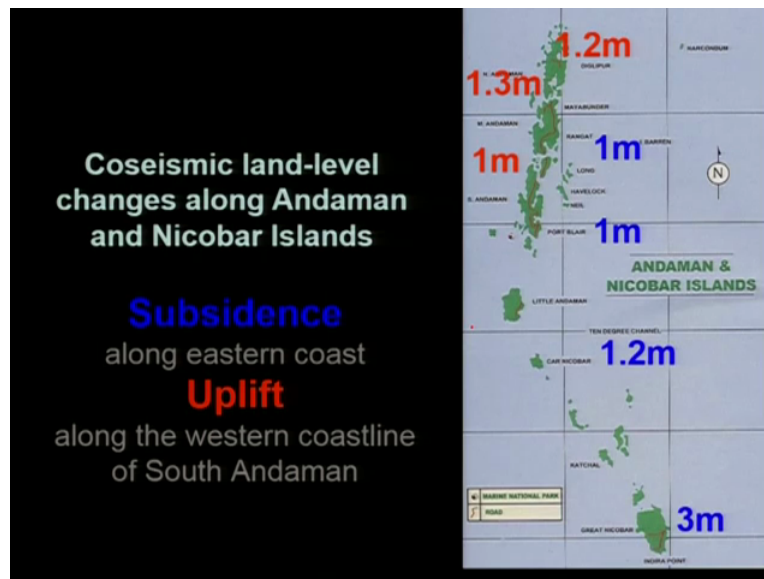 Coseismic land-level
changes along Andaman
and Nicobar Islands
Subsidence
along eastern coast
Uplift
along the western coastline
of South Andaman
1.2m
NARCONDUM
DIGLIPUR
N. ANDAMAN
1.3m
MAYABUNDER
M. ANDAMAN
RANGAT
1m
BARREN
1m
LONG
N
HAVELOCK
S. ANDAMAN
NEIL
1m
PORT BLAIR
ANDAMAN &
NICOBAR ISLANDS
LITTLE ANDAMAN
TEN DEGREE CHANNEL
1.2m
CAR NICOBAR
KATCHAL
MARINE NATIONAL PARK
ROAD
3m
GREAT NICOBAR
INDIRA POINT